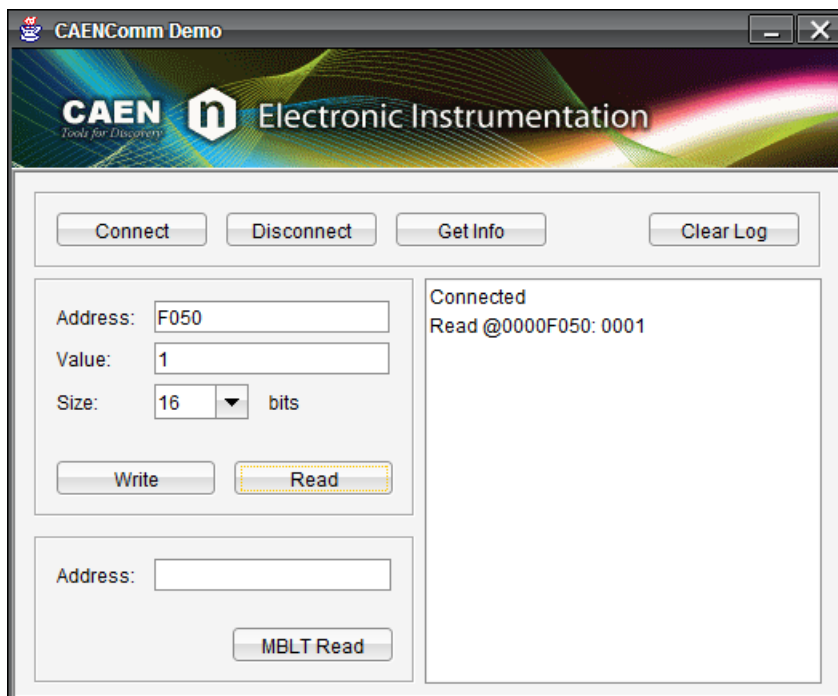 CAENComm Demo
CAEN n Electronic Instrumentation
Tools for Discovery
Connect Disconnect Get Info Clear Log
Address: F050
Value: 1
Size: 16 bits
Write Read
Connected
Read @0000F050: 0001
Address:
MBLT Read